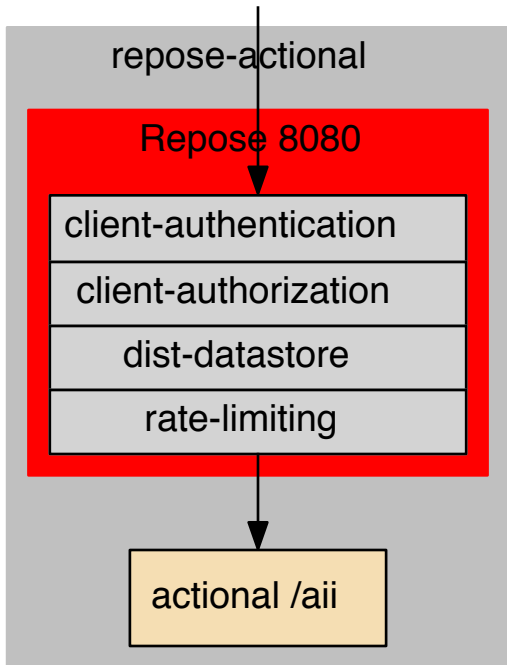 repose-actional
Repose 8080
client-authentication
client-authorization
dist-datastore
rate-limiting
actional /aii